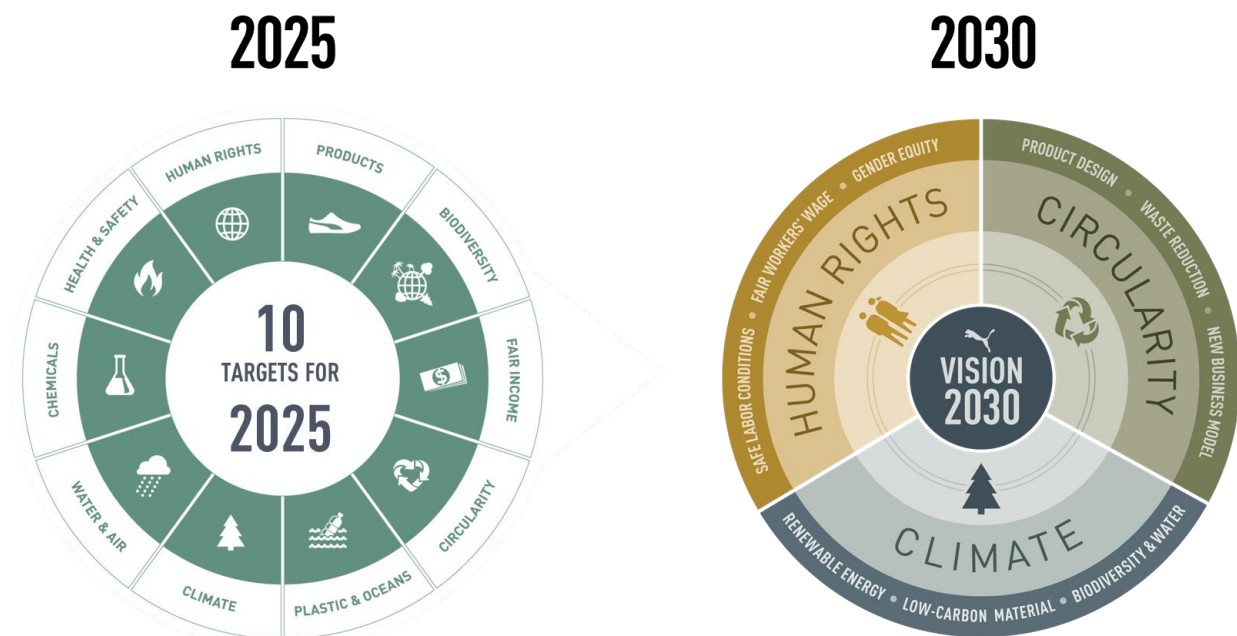 2025
2030
HUMAN RIGHTS
PRODUCTS
BIODIVERSITY
FAIR INCOME
CIRCULARITY
PLASTIC & OCEANS
CLIMATE
WATER & AIR
CHEMICALS
HEALTH & SAFETY
10
TARGETS FOR
2025
SAFE LABOR CONDITIONS • FAIR WORKERS' WAGE • GENDER EQUITY
HUMAN RIGHTS
PRODUCT DESIGN • WASTE REDUCTION • NEW BUSINESS MODEL
CIRCULARITY
VISION
2030
CLIMATE
RENEWABLE ENERGY • LOW-CARBON MATERIAL • BIODIVERSITY & WATER